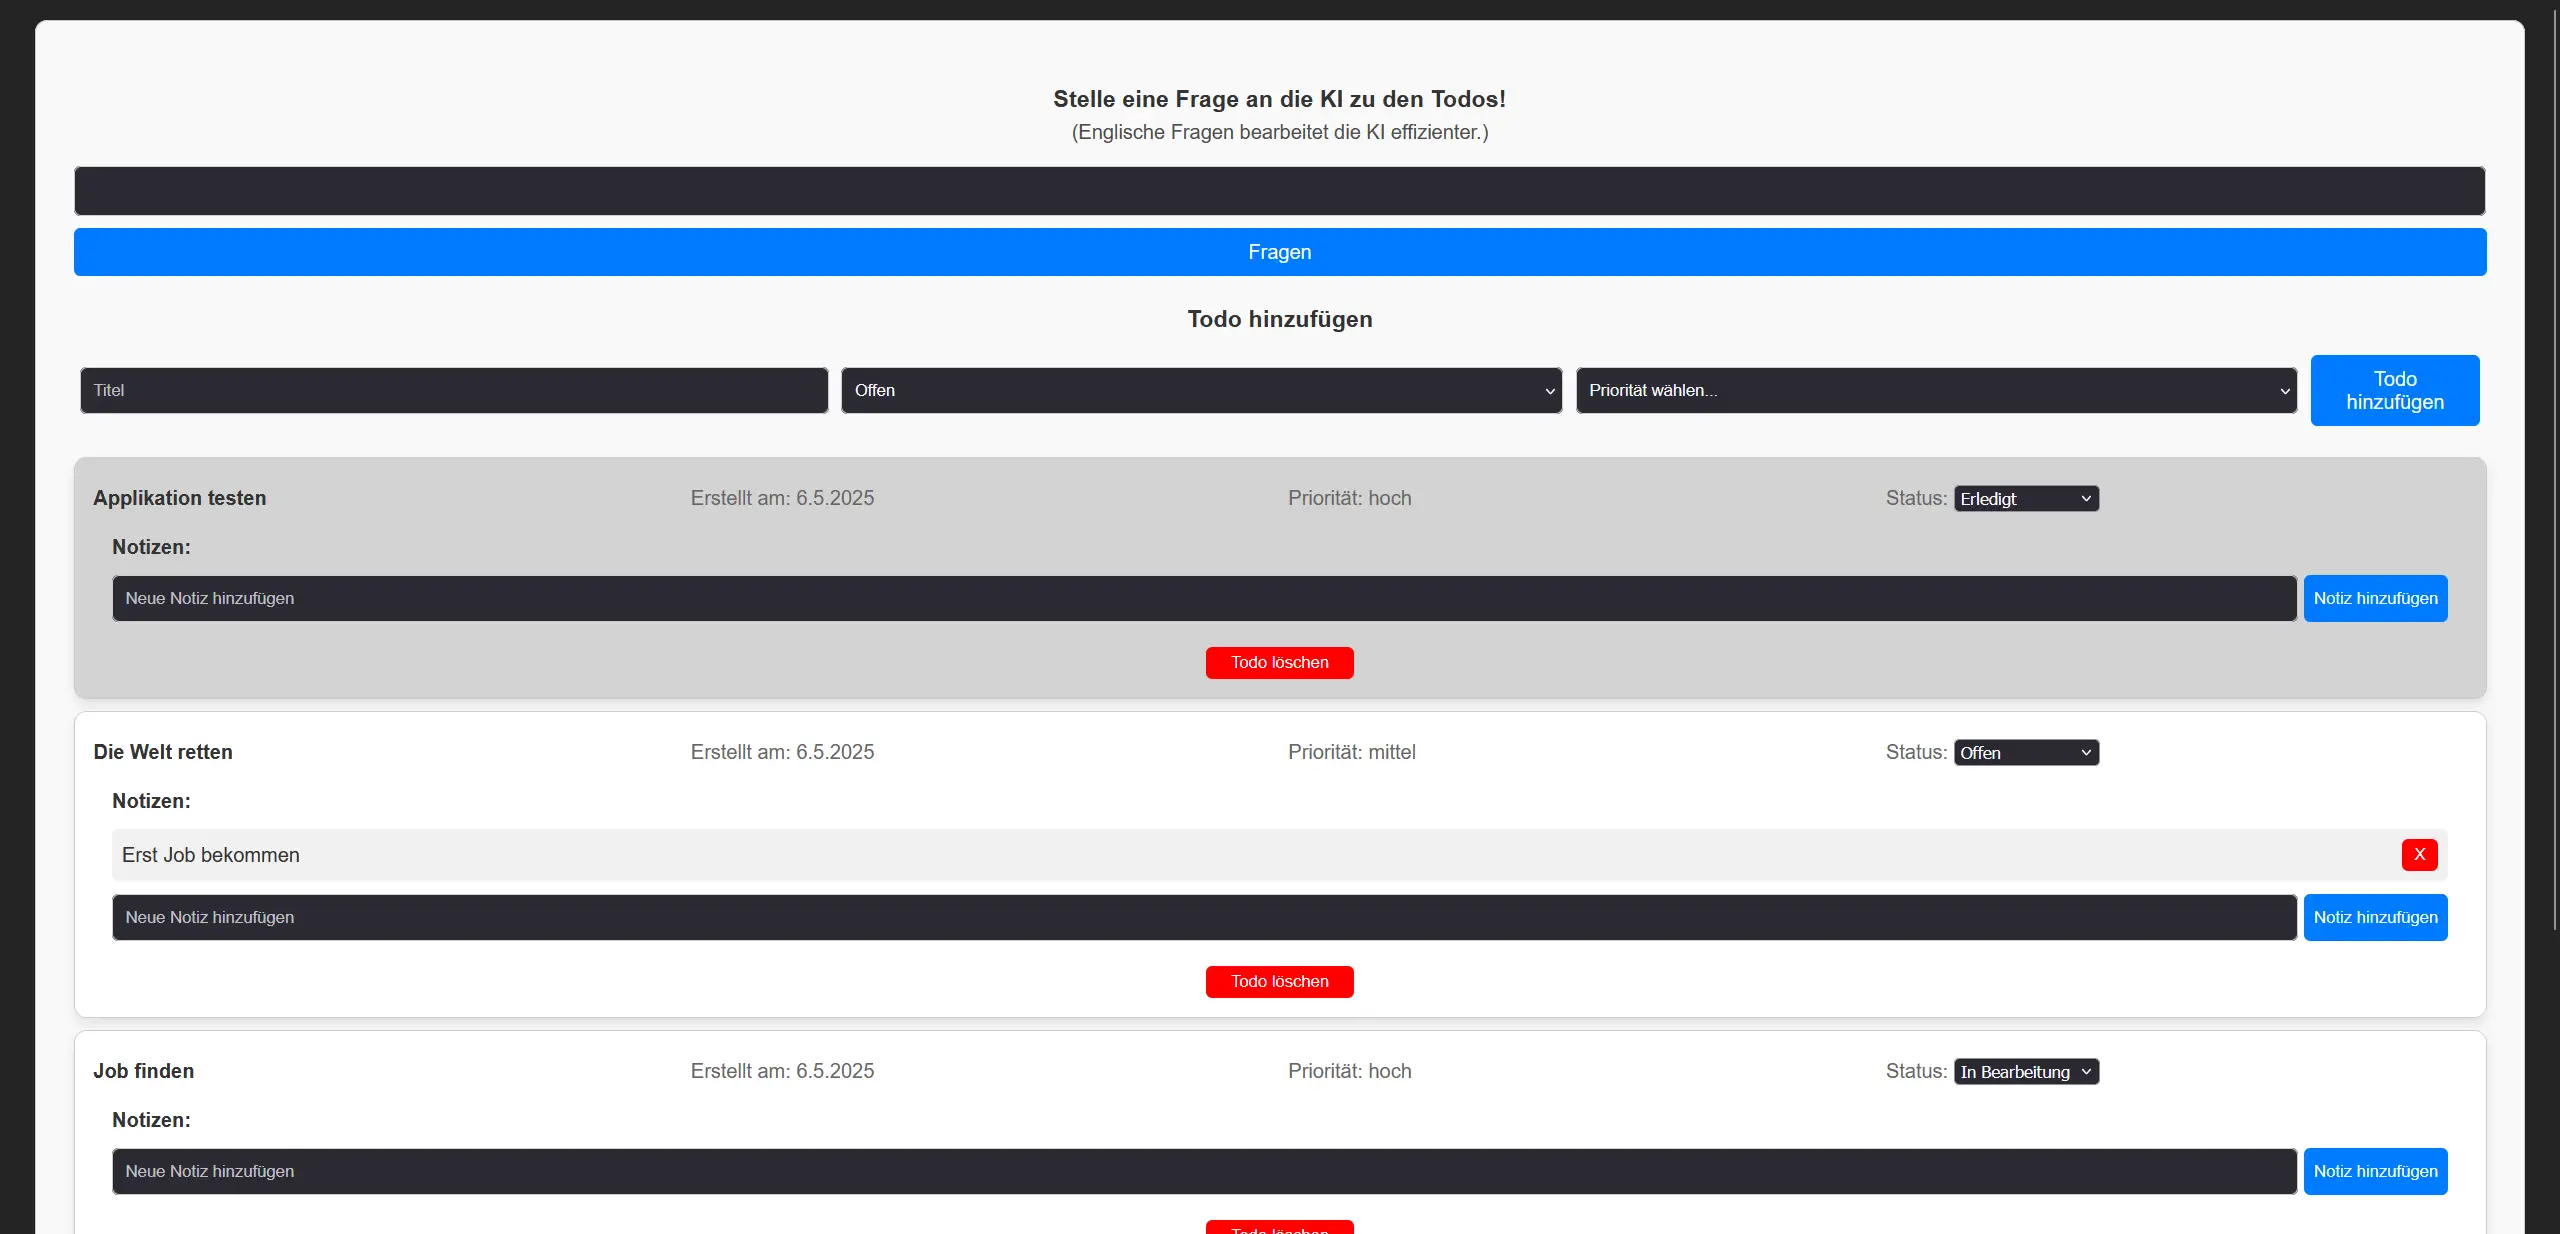 Stelle eine Frage an die KI zu den Todos!
(Englische Fragen bearbeitet die KI effizienter.)
Fragen
Todo hinzufügen
Titel
Offen
Priorität wählen...
Todo
hinzufügen
Applikation testen
Erstellt am: 6.5.2025
Priorität: hoch
Status: Erledigt
Notizen:
Neue Notiz hinzufügen
Notiz hinzufügen
Todo löschen
Die Welt retten
Erstellt am: 6.5.2025
Priorität: mittel
Status: Offen
Notizen:
Erst Job bekommen
X
Neue Notiz hinzufügen
Notiz hinzufügen
Todo löschen
Job finden
Erstellt am: 6.5.2025
Priorität: hoch
Status: In Bearbeitung
Notizen:
Neue Notiz hinzufügen
Notiz hinzufügen
Todo löschen